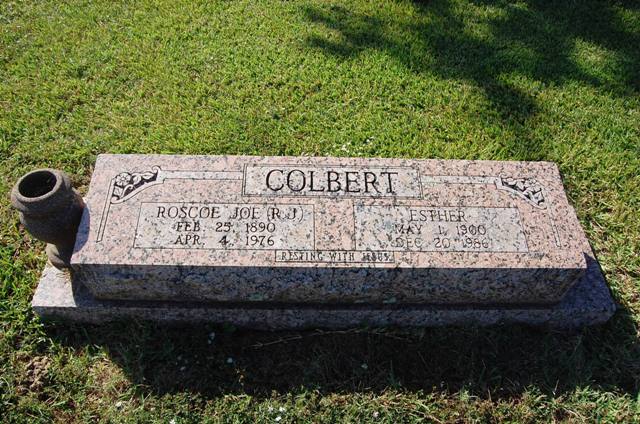 COLBERT
ROSCOE JOE (R.J.)
FEB. 25, 1890
APR. 4, 1976
ESTHER
MAY 1, 1900
DEC. 20, 1986
RESTING WITH JESUS